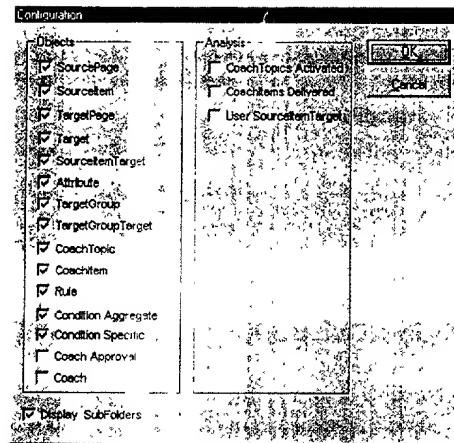 Configuration
Objects
SourcePage
SourceItem
TargetPage
Target
SourceItemTarget
Attribute
TargetGroup
TargetGroupTarget
CoachTopic
CoachItem
Rule
Condition Aggregate
Condition Specific
Coach Approval
Coach
Display SubFolders
Analysis
CoachTopics Activated
CoachItems Delivered
User SourceItemTarget
OK
Cancel